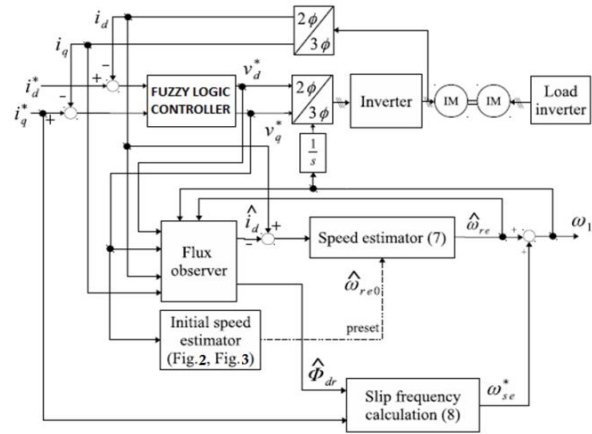 i_d
i_q
i_d^*
i_q^*
2ϕ
3ϕ
v_d^*
v_q^*
FUZZY LOGIC
CONTROLLER
2ϕ
3ϕ
Inverter
IM
IM
Load
inverter
1
s
Flux
observer
î_d
Speed estimator (7)
ω̂_re
ω_1
ω̂_re0
preset
Initial speed
estimator
(Fig.2, Fig.3)
Φ̂_dr
Slip frequency
calculation (8)
ω_se^*